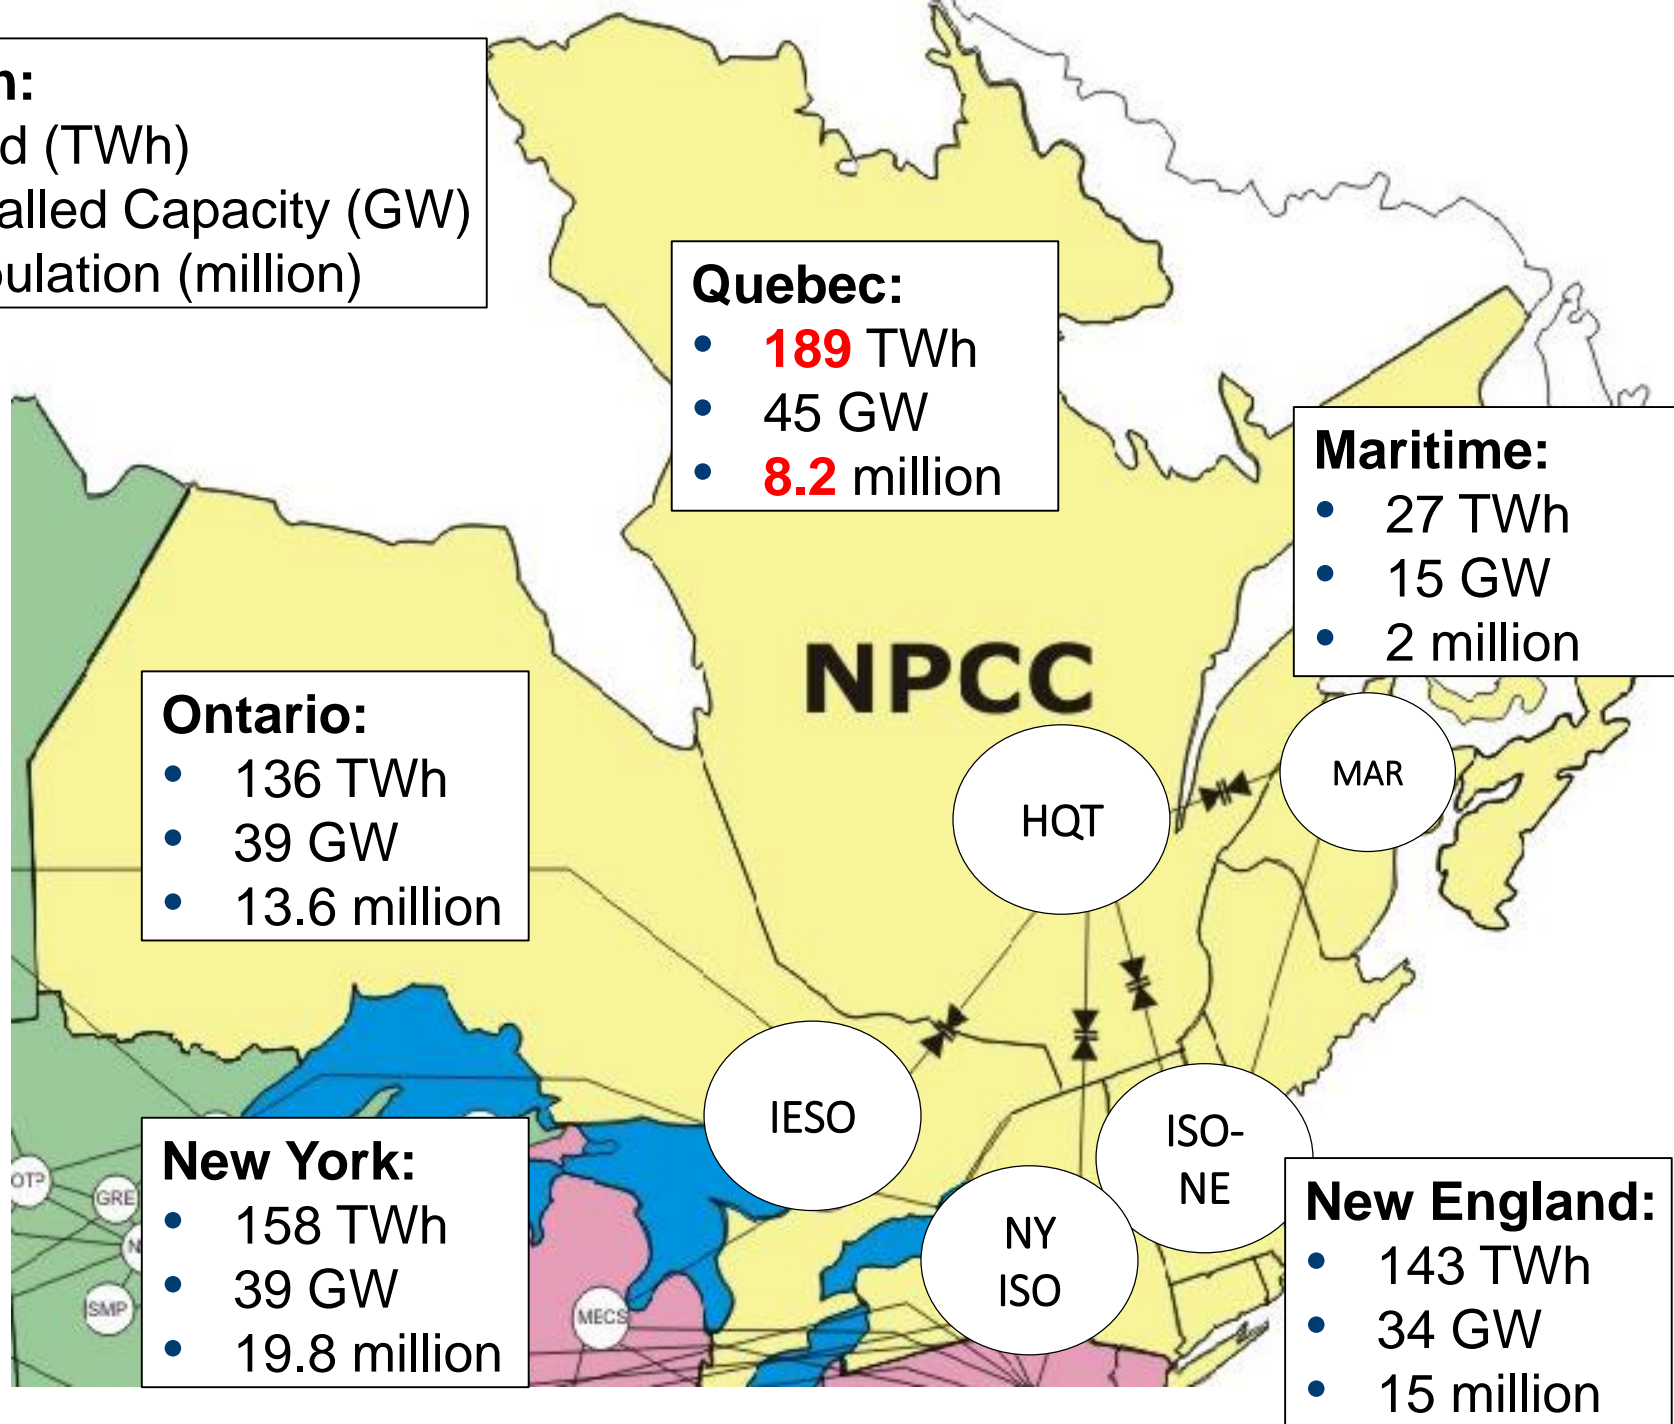 d (TWh)
alled Capacity (GW)
ulation (million)
Quebec:
• 189 TWh
• 45 GW
• 8.2 million
Maritime:
• 27 TWh
• 15 GW
• 2 million
NPCC
Ontario:
• 136 TWh
• 39 GW
• 13.6 million
HQT
MAR
IESO
ISO-
NE
NY
ISO
New York:
• 158 TWh
• 39 GW
• 19.8 million
New England:
• 143 TWh
• 34 GW
• 15 million
OTP
GRE
N
SMP
MECS